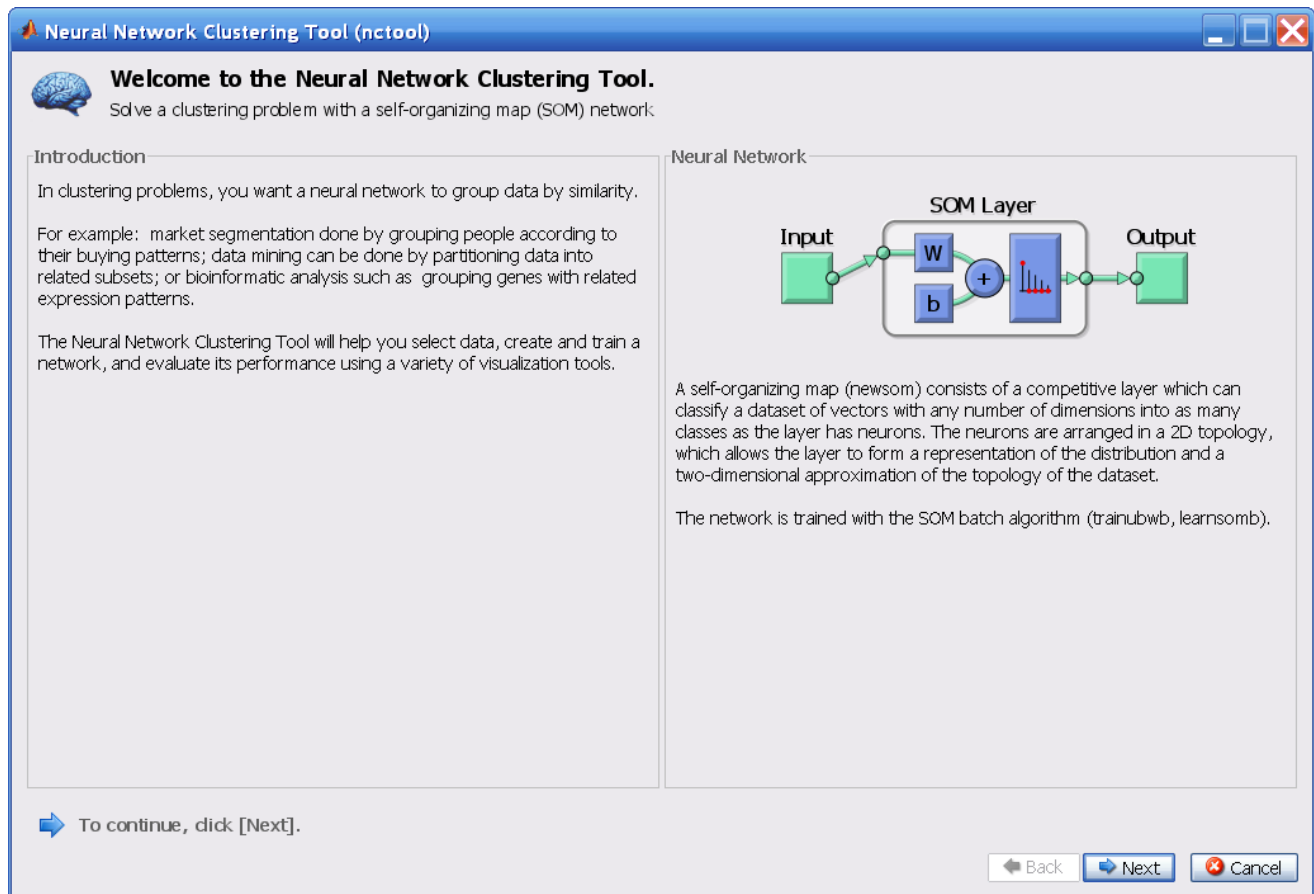 Neural Network Clustering Tool (nctool)
Welcome to the Neural Network Clustering Tool.
Solve a clustering problem with a self-organizing map (SOM) network
Introduction
In clustering problems, you want a neural network to group data by similarity.
For example:  market segmentation done by grouping people according to
their buying patterns; data mining can be done by partitioning data into
related subsets; or bioinformatic analysis such as  grouping genes with related
expression patterns.
The Neural Network Clustering Tool will help you select data, create and train a
network, and evaluate its performance using a variety of visualization tools.
Neural Network
SOM Layer
Input
Output
W
+
b
A self-organizing map (newsom) consists of a competitive layer which can
classify a dataset of vectors with any number of dimensions into as many
classes as the layer has neurons. The neurons are arranged in a 2D topology,
which allows the layer to form a representation of the distribution and a
two-dimensional approximation of the topology of the dataset.
The network is trained with the SOM batch algorithm (trainubwb, learnsomb).
To continue, click [Next].
Back
Next
Cancel